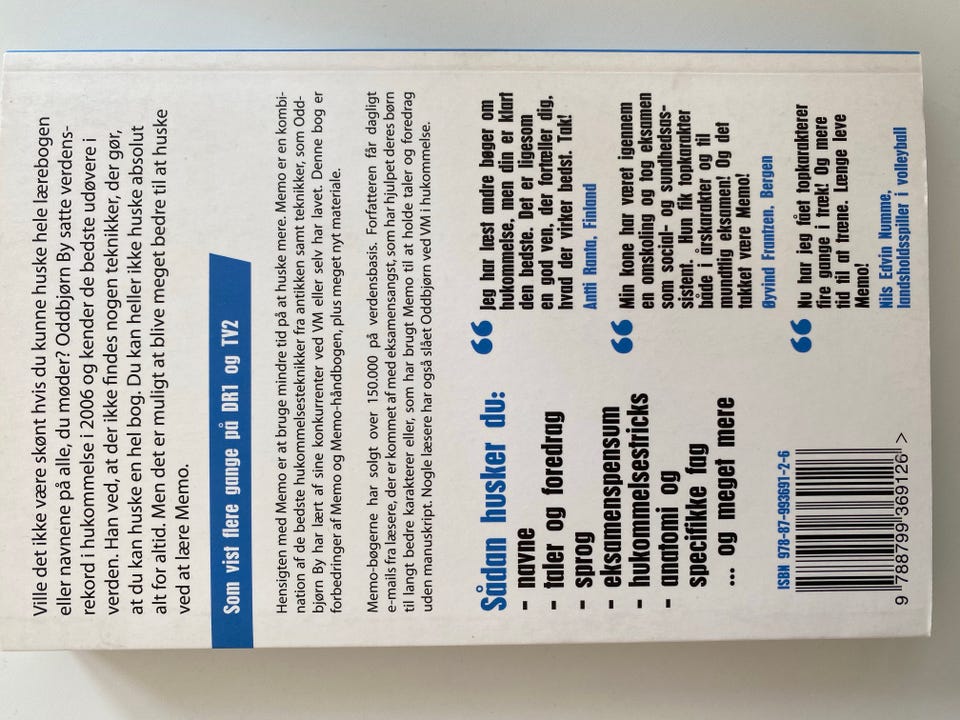 Ville det ikke være skønt hvis du kunne huske hele lærebogen
eller navnene på alle, du møder? Oddbjørn By satte verdens-
rekord i hukommelse i 2006 og kender de bedste udøvere i
verden. Han ved, at der ikke findes nogen tekniker, der gør,
at du kan huske en hel bog. Du kan heller ikke huske absolut
alt for altid. Men det er muligt at blive meget bedre til at huske
ved at lære Memo.
Som vist flere gange på DR1 og TV2
Hensigten med Memo er at bruge mindre tid på at huske mere. Memo er en kombi-
nation af de bedste hukommelsesteknikker fra antikken samt teknikker, som Odd-
bjørn By har lært af sine konkurrenter ved VM eller selv har lavet. Denne bog er
forbedringer af Memo og Memo-håndbogen, plus meget nyt materiale.
Memo-bøgerne har solgt over 150.000 på verdensbasis. Forfatteren får dagligt
e-mails fra læsere, der er kommet af med eksamensangst, som har hjulpet deres børn
til langt bedre karakterer eller, som har brugt Memo til at holde taler og foredrag
uden manuskript. Nogle læsere har også slået Oddbjørn ved VM i hukommelse.
Sådan husker du:
- navne
- taler og foredrag
- sprog
- eksamenspensum
- hukommelsestricks
- anatomi og
specifikke fag
... og meget mere
“ Jeg har læst andre bøger om
hukommelse, men din er klart
den bedste. Det er ligesom
en god ven, der fortæller dig,
hvad der virker bedst. Tak!
Anti Ranta, Finland
“ Min kone har været igennem
en omskoling og tog eksamen
som social- og sundhedsas-
sistent. Hun fik topkarakter
både i årskarakter og til
mundtlig eksamen! Og det
takket være Memo!
Øyvind Frantzen, Bergen
“ Nu har jeg fået topkarakterer
fire gange i træk! Og mere
tid til at træne. Længe leve
Memo!
Nils Edvin Numme,
landsholdsspiller i volleyball
ISBN 978-87-993691-2-6
9 788799 369126 >